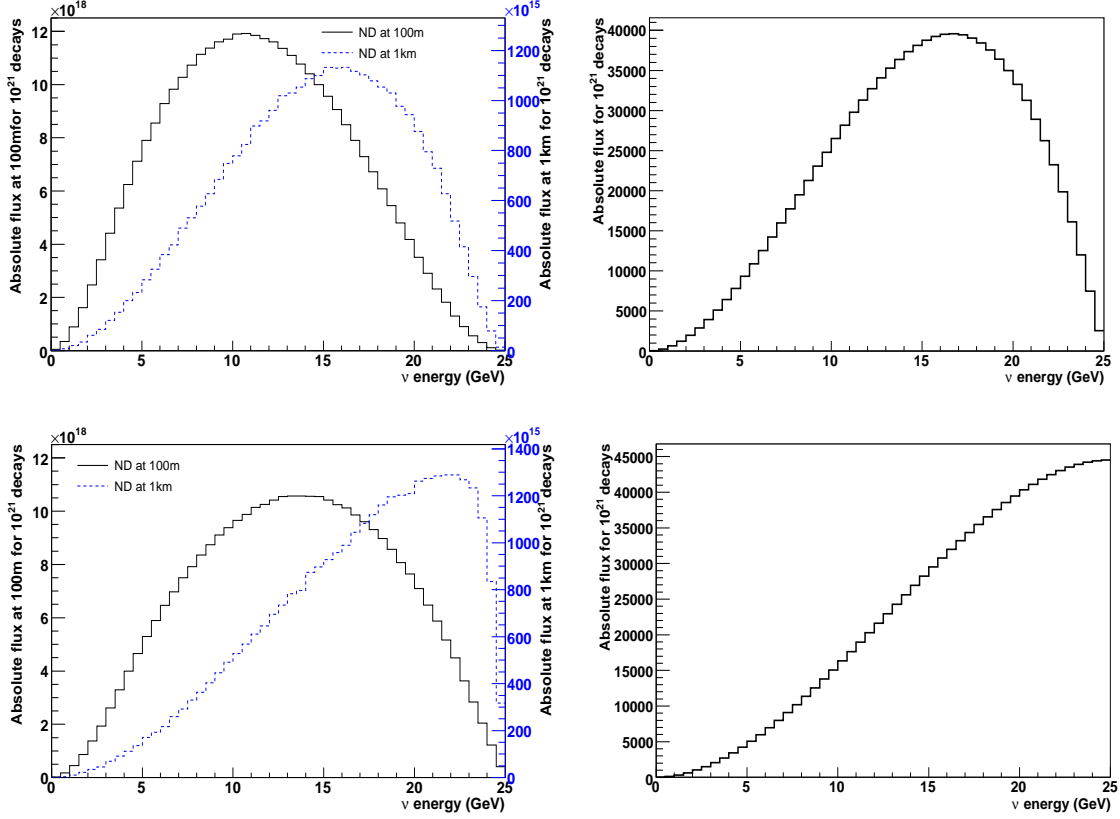 ×10^18
×10^15
Absolute flux at 100mfor 10^21 decays
12
10
8
6
4
2
0
ND at 100m
ND at 1km
1200
1000
800
600
400
200
0
Absolute flux at 1km for 10^21 decays
0 5 10 15 20 25
ν energy (GeV)
Absolute flux for 10^21 decays
40000
35000
30000
25000
20000
15000
10000
5000
0
0 5 10 15 20 25
ν energy (GeV)
×10^18
×10^15
Absolute flux at 100m for 10^21 decays
12
10
8
6
4
2
0
ND at 100m
ND at 1km
1400
1200
1000
800
600
400
200
0
Absolute flux at 1km for 10^21 decays
0 5 10 15 20 25
ν energy (GeV)
Absolute flux for 10^21 decays
45000
40000
35000
30000
25000
20000
15000
10000
5000
0
0 5 10 15 20 25
ν energy (GeV)